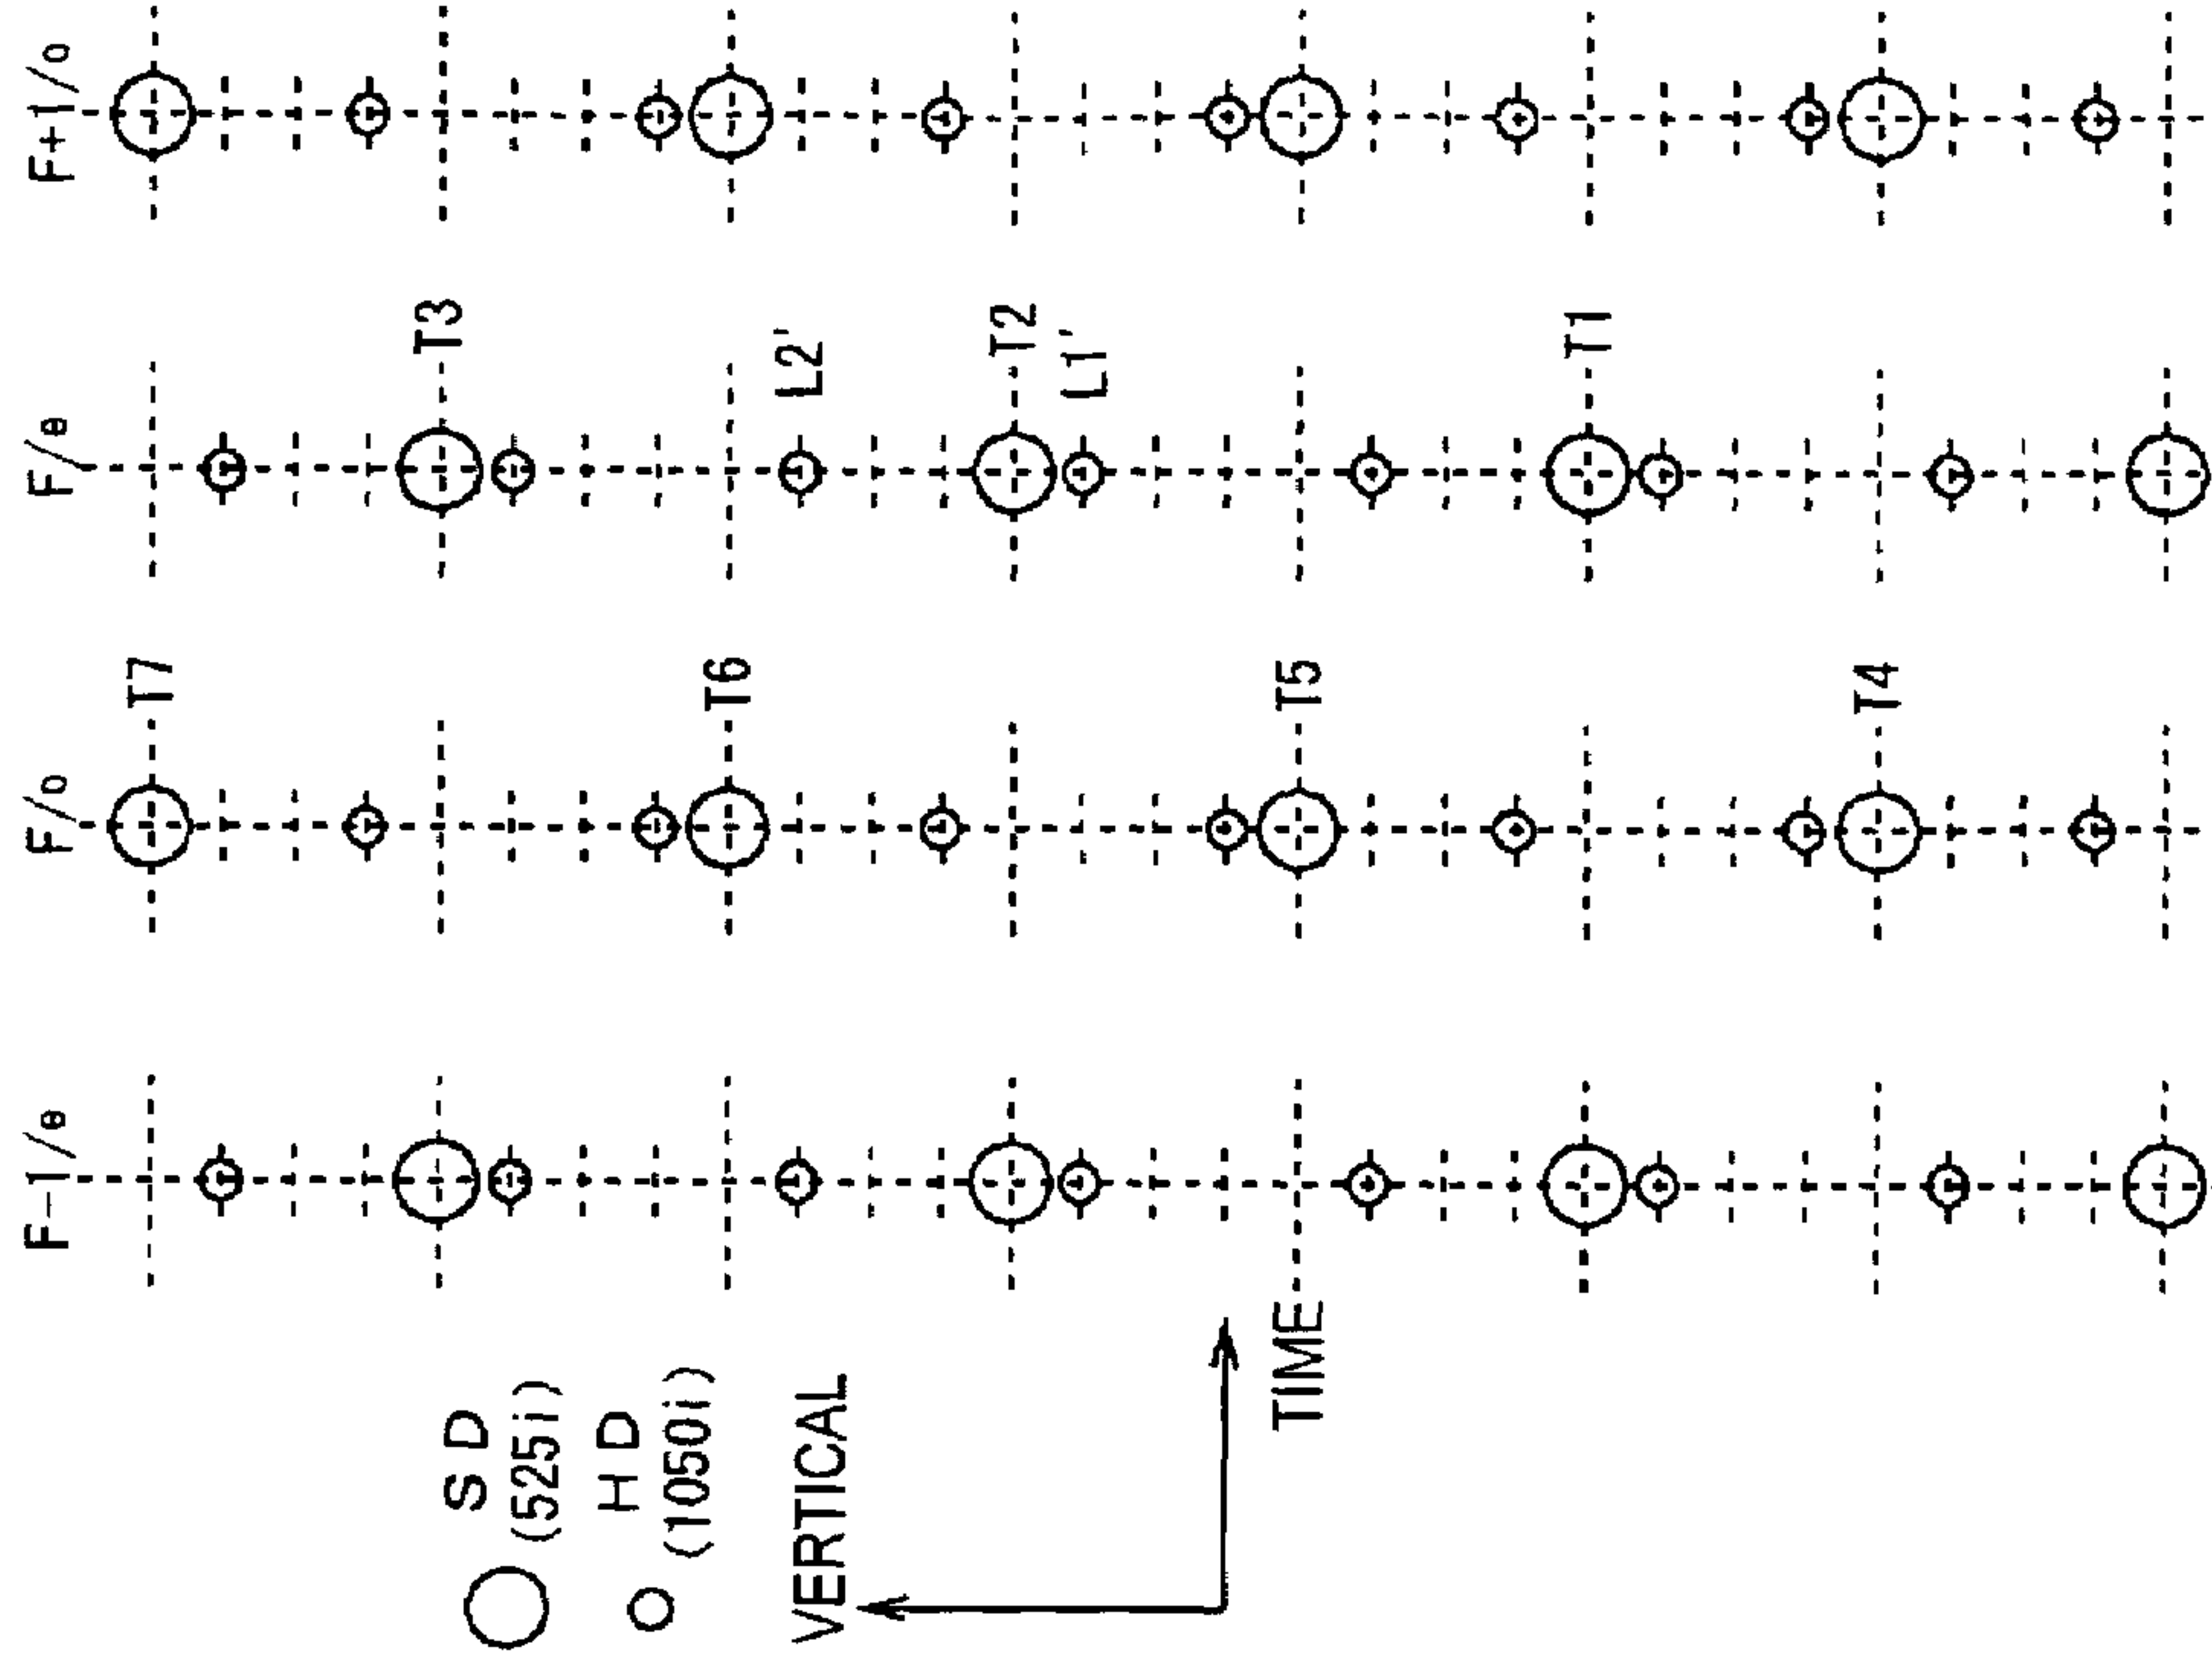 F-1/e
F/o
F/e
F+1/o
T7
T3
T6
L2'
T2
L1'
T5
T1
T4
SD
(525i)
HD
(1050i)
VERTICAL
TIME